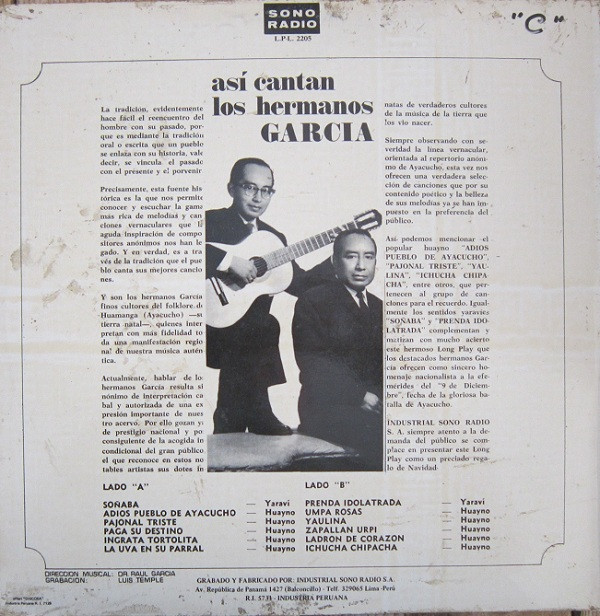 SONO
RADIO
L.P.L. 2205
"C"
así cantan
los hermanos
GARCIA
La tradición, evidentemente
hace fácil el reencuentro del
hombre con su pasado, por-
que es mediante la tradición
oral o escrita que un pueblo
se enlaza con su historia, vale
decir, se vincula el pasado
con el presente y el porvenir
Precisamente, esta fuente his
tórica es la que nos permite
conocer y escuchar la gama
más rica de melodías y can
ciones vernaculares que la
aguda inspiración de compo
sitores anónimos nos han le
gado. Y en verdad, es a tra
vés de la tradición que el pue
blo canta sus mejores cancio
nes.
Y son los hermanos García
finos cultores del folklore de
Huamanga (Ayacucho) —su
tierra natal—, quienes inter
pretan con más fidelidad to
da una manifestación regio
nal de nuestra música autén
tica.
Actualmente, hablar de los
hermanos García resulta si
nónimo de interpretación ca
bal y autorizada de una ex
presión importante de nues
tro acervo. Por ello gozan ya
de prestigio nacional y por
consiguiente de la acogida in
condicional del gran público
el que reconoce en estos no
tables artistas sus dotes in
natas de verdaderos cultores
de la música de la tierra que
los vio nacer.
Siempre observando con se-
veridad la línea vernacular,
orientada al repertorio anóni
mo de Ayacucho, esta vez nos
ofrecen una verdadera selec
ción de canciones que por su
contenido poético y la belleza
de sus melodías ya se han im
puesto en la preferencia del
público.
Así podemos mencionar el
popular huayno "ADIOS
PUEBLO DE AYACUCHO",
"PAJONAL TRISTE", "YAU-
LINA", "ICHUCHA CHIPA
CHA", entre otros, que per-
tenecen al grupo de can-
ciones para el recuerdo. Igual-
mente los sentidos yaravíes
"SOÑABA" y "PRENDA IDO-
LATRADA" complementan y
matizan con mucho acierto
este hermoso Long Play que
los destacados hermanos Gar-
cía ofrecen como sincero ho-
menaje nacionalista a la efe-
mérides del "9 de Diciem-
bre", fecha de la gloriosa ba-
talla de Ayacucho.
INDUSTRIAL SONO RADIO
S. A. siempre atento a la de-
manda del público se com-
place en presentar este Long
Play como un preciado rega-
lo de Navidad
LADO "A"
SOÑABA — Yaravi
ADIOS PUEBLO DE AYACUCHO — Huayno
PAJONAL TRISTE — Huayno
PAGA SU DESTINO — Huayno
INGRATA TORTOLITA — Huayno
LA UVA EN SU PARRAL — Huayno
LADO "B"
PRENDA IDOLATRADA — Yaravi
UMPA ROSAS — Huayno
YAULINA — Huayno
ZAPALLAN URPI — Huayno
LADRON DE CORAZON — Huayno
ICHUCHA CHIPACHA — Huayno
DIRECCION MUSICAL: DR RAUL GARCIA
GRABACION: LUIS TEMPLE
GRABADO Y FABRICADO POR: INDUSTRIAL SONO RADIO S.A.
Av. República de Panamá 1427 (Balconcillo) - Telf. 329065 Lima -Perú
R.I. 5731 - INDUSTRIA PERUANA